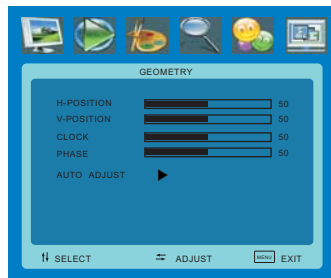 GEOMETRY
H-POSITION 50
V-POSITION 50
CLOCK 50
PHASE 50
AUTO ADJUST
SELECT ADJUST MENU EXIT